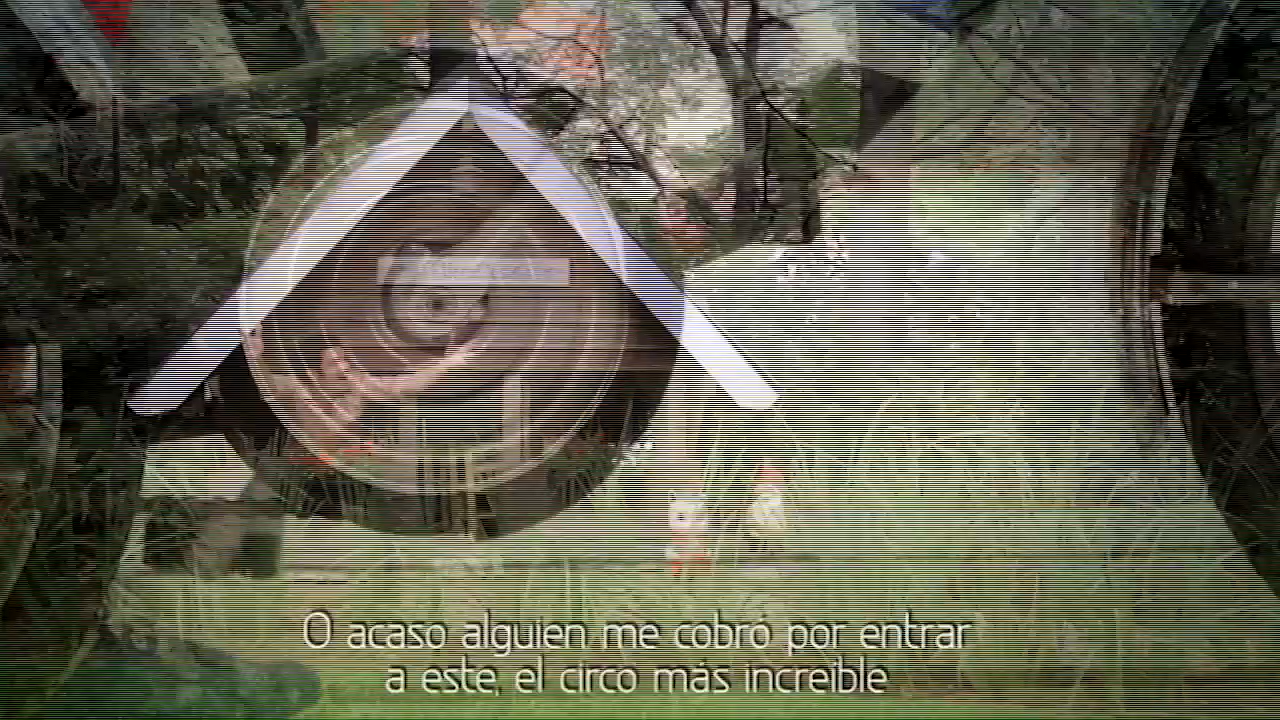 O acaso alguien me cobró por entrar
a este, el circo más increíble